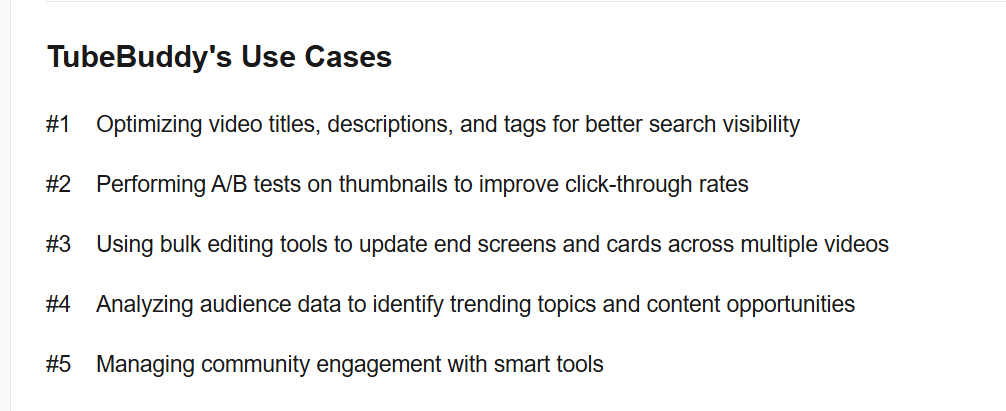 TubeBuddy's Use Cases
#1 Optimizing video titles, descriptions, and tags for better search visibility
#2 Performing A/B tests on thumbnails to improve click-through rates
#3 Using bulk editing tools to update end screens and cards across multiple videos
#4 Analyzing audience data to identify trending topics and content opportunities
#5 Managing community engagement with smart tools